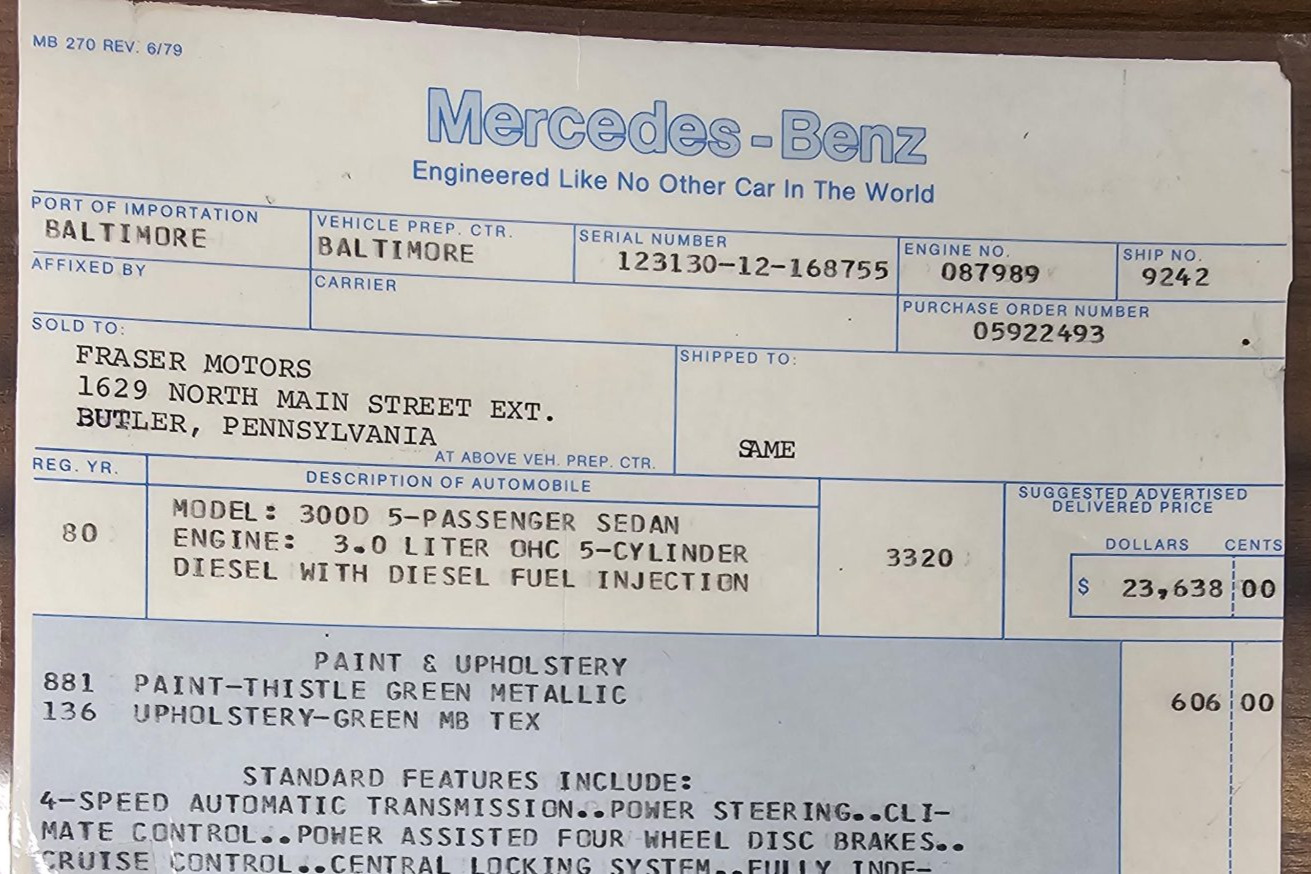 MB 270 REV. 6/79
Mercedes-Benz
Engineered Like No Other Car In The World
PORT OF IMPORTATION
BALTIMORE
VEHICLE PREP. CTR.
BALTIMORE
SERIAL NUMBER
123130-12-168755
ENGINE NO.
087989
SHIP NO.
9242
AFFIXED BY
CARRIER
PURCHASE ORDER NUMBER
05922493
SOLD TO:
FRASER MOTORS
1629 NORTH MAIN STREET EXT.
BUTLER, PENNSYLVANIA
AT ABOVE VEH. PREP. CTR.
SHIPPED TO:
SAME
REG. YR.
80
DESCRIPTION OF AUTOMOBILE
MODEL: 300D 5-PASSENGER SEDAN
ENGINE: 3.0 LITER OHC 5-CYLINDER
DIESEL WITH DIESEL FUEL INJECTION
3320
SUGGESTED ADVERTISED
DELIVERED PRICE
DOLLARS CENTS
$ 23,638 00
PAINT & UPHOLSTERY
881 PAINT-THISTLE GREEN METALLIC 606 00
136 UPHOLSTERY-GREEN MB TEX
STANDARD FEATURES INCLUDE:
4-SPEED AUTOMATIC TRANSMISSION..POWER STEERING..CLI-
MATE CONTROL..POWER ASSISTED FOUR WHEEL DISC BRAKES..
CRUISE CONTROL..CENTRAL LOCKING SYSTEM..FULLY INDE-